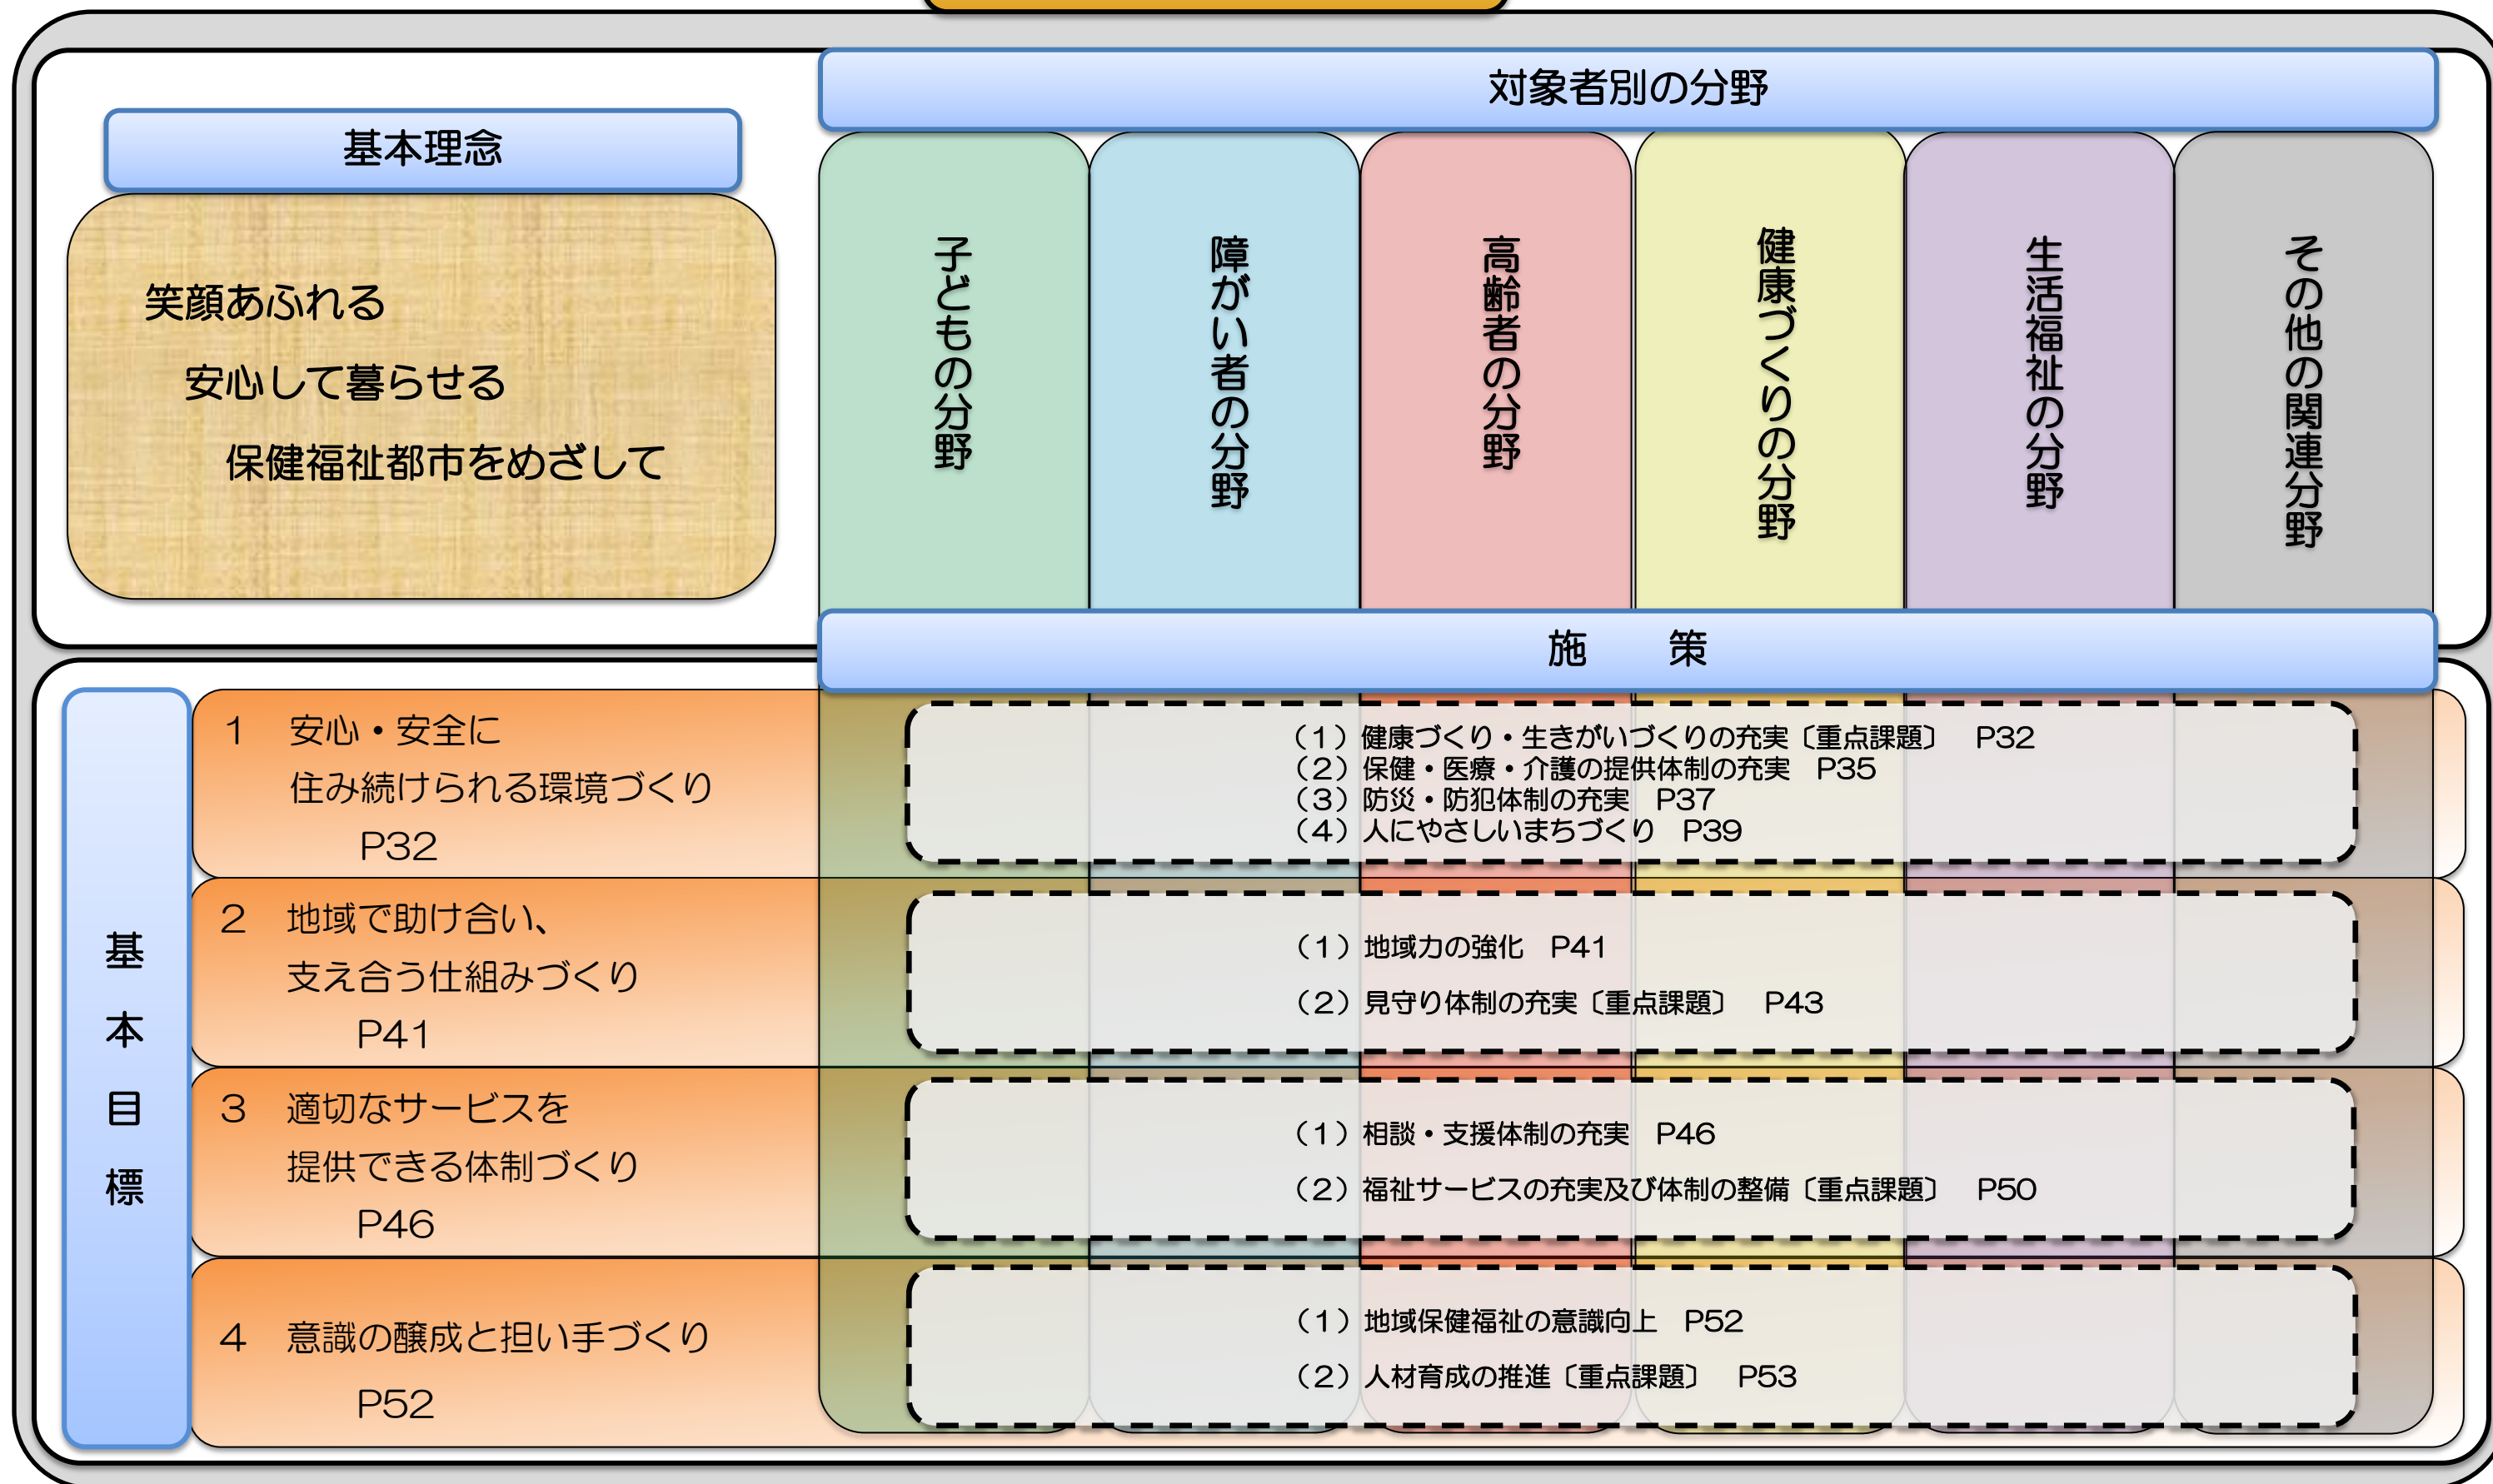 対象者別の分野
基本理念
笑顔あふれる
安心して暮らせる
保健福祉都市をめざして
子どもの分野
障がい者の分野
高齢者の分野
健康づくりの分野
生活福祉の分野
その他の関連分野
施　　策
基本目標
1　安心・安全に
住み続けられる環境づくり
P32
（1）健康づくり・生きがいづくりの充実〔重点課題〕　P32
（2）保健・医療・介護の提供体制の充実　P35
（3）防災・防犯体制の充実　P37
（4）人にやさしいまちづくり　P39
2　地域で助け合い、
支え合う仕組みづくり
P41
（1）地域力の強化　P41
（2）見守り体制の充実〔重点課題〕　P43
3　適切なサービスを
提供できる体制づくり
P46
（1）相談・支援体制の充実　P46
（2）福祉サービスの充実及び体制の整備〔重点課題〕　P50
4　意識の醸成と担い手づくり
P52
（1）地域保健福祉の意識向上　P52
（2）人材育成の推進〔重点課題〕　P53